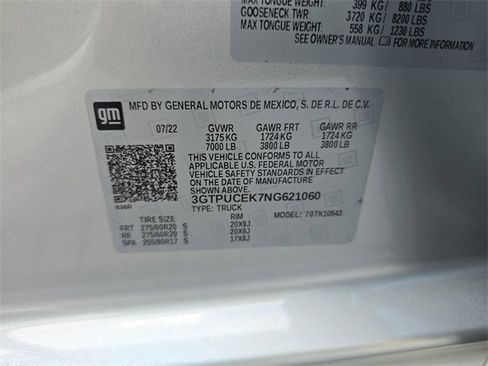 MAX TONGUE WEIGHT: 399 KG / 880 LBS
GOOSENECK TWR: 3720 KG / 8200 LBS
MAX TONGUE WEIGHT: 558 KG / 1230 LBS
SEE OWNER'S MANUAL FOR MORE INFORMATION
gm
MFD BY GENERAL MOTORS DE MEXICO, S. DE R.L. DE C.V.
07/22 GVWR GAWR FRT GAWR RR
3175 KG 1724 KG 1724 KG
7000 LB 3800 LB 3800 LB
THIS VEHICLE CONFORMS TO ALL
APPLICABLE U.S. FEDERAL MOTOR
VEHICLE SAFETY STANDARDS IN EFFECT
ON THE DATE OF MANUFACTURE SHOWN
ABOVE.
3GTPUCEK7NG621060
TYPE: TRUCK
636R
TIRE SIZE RIM MODEL: 70TK10543
FRT 275/60R20 S 20X9J
RR 275/60R20 S 20X9J
SPA 255/80R17 S 17X8J